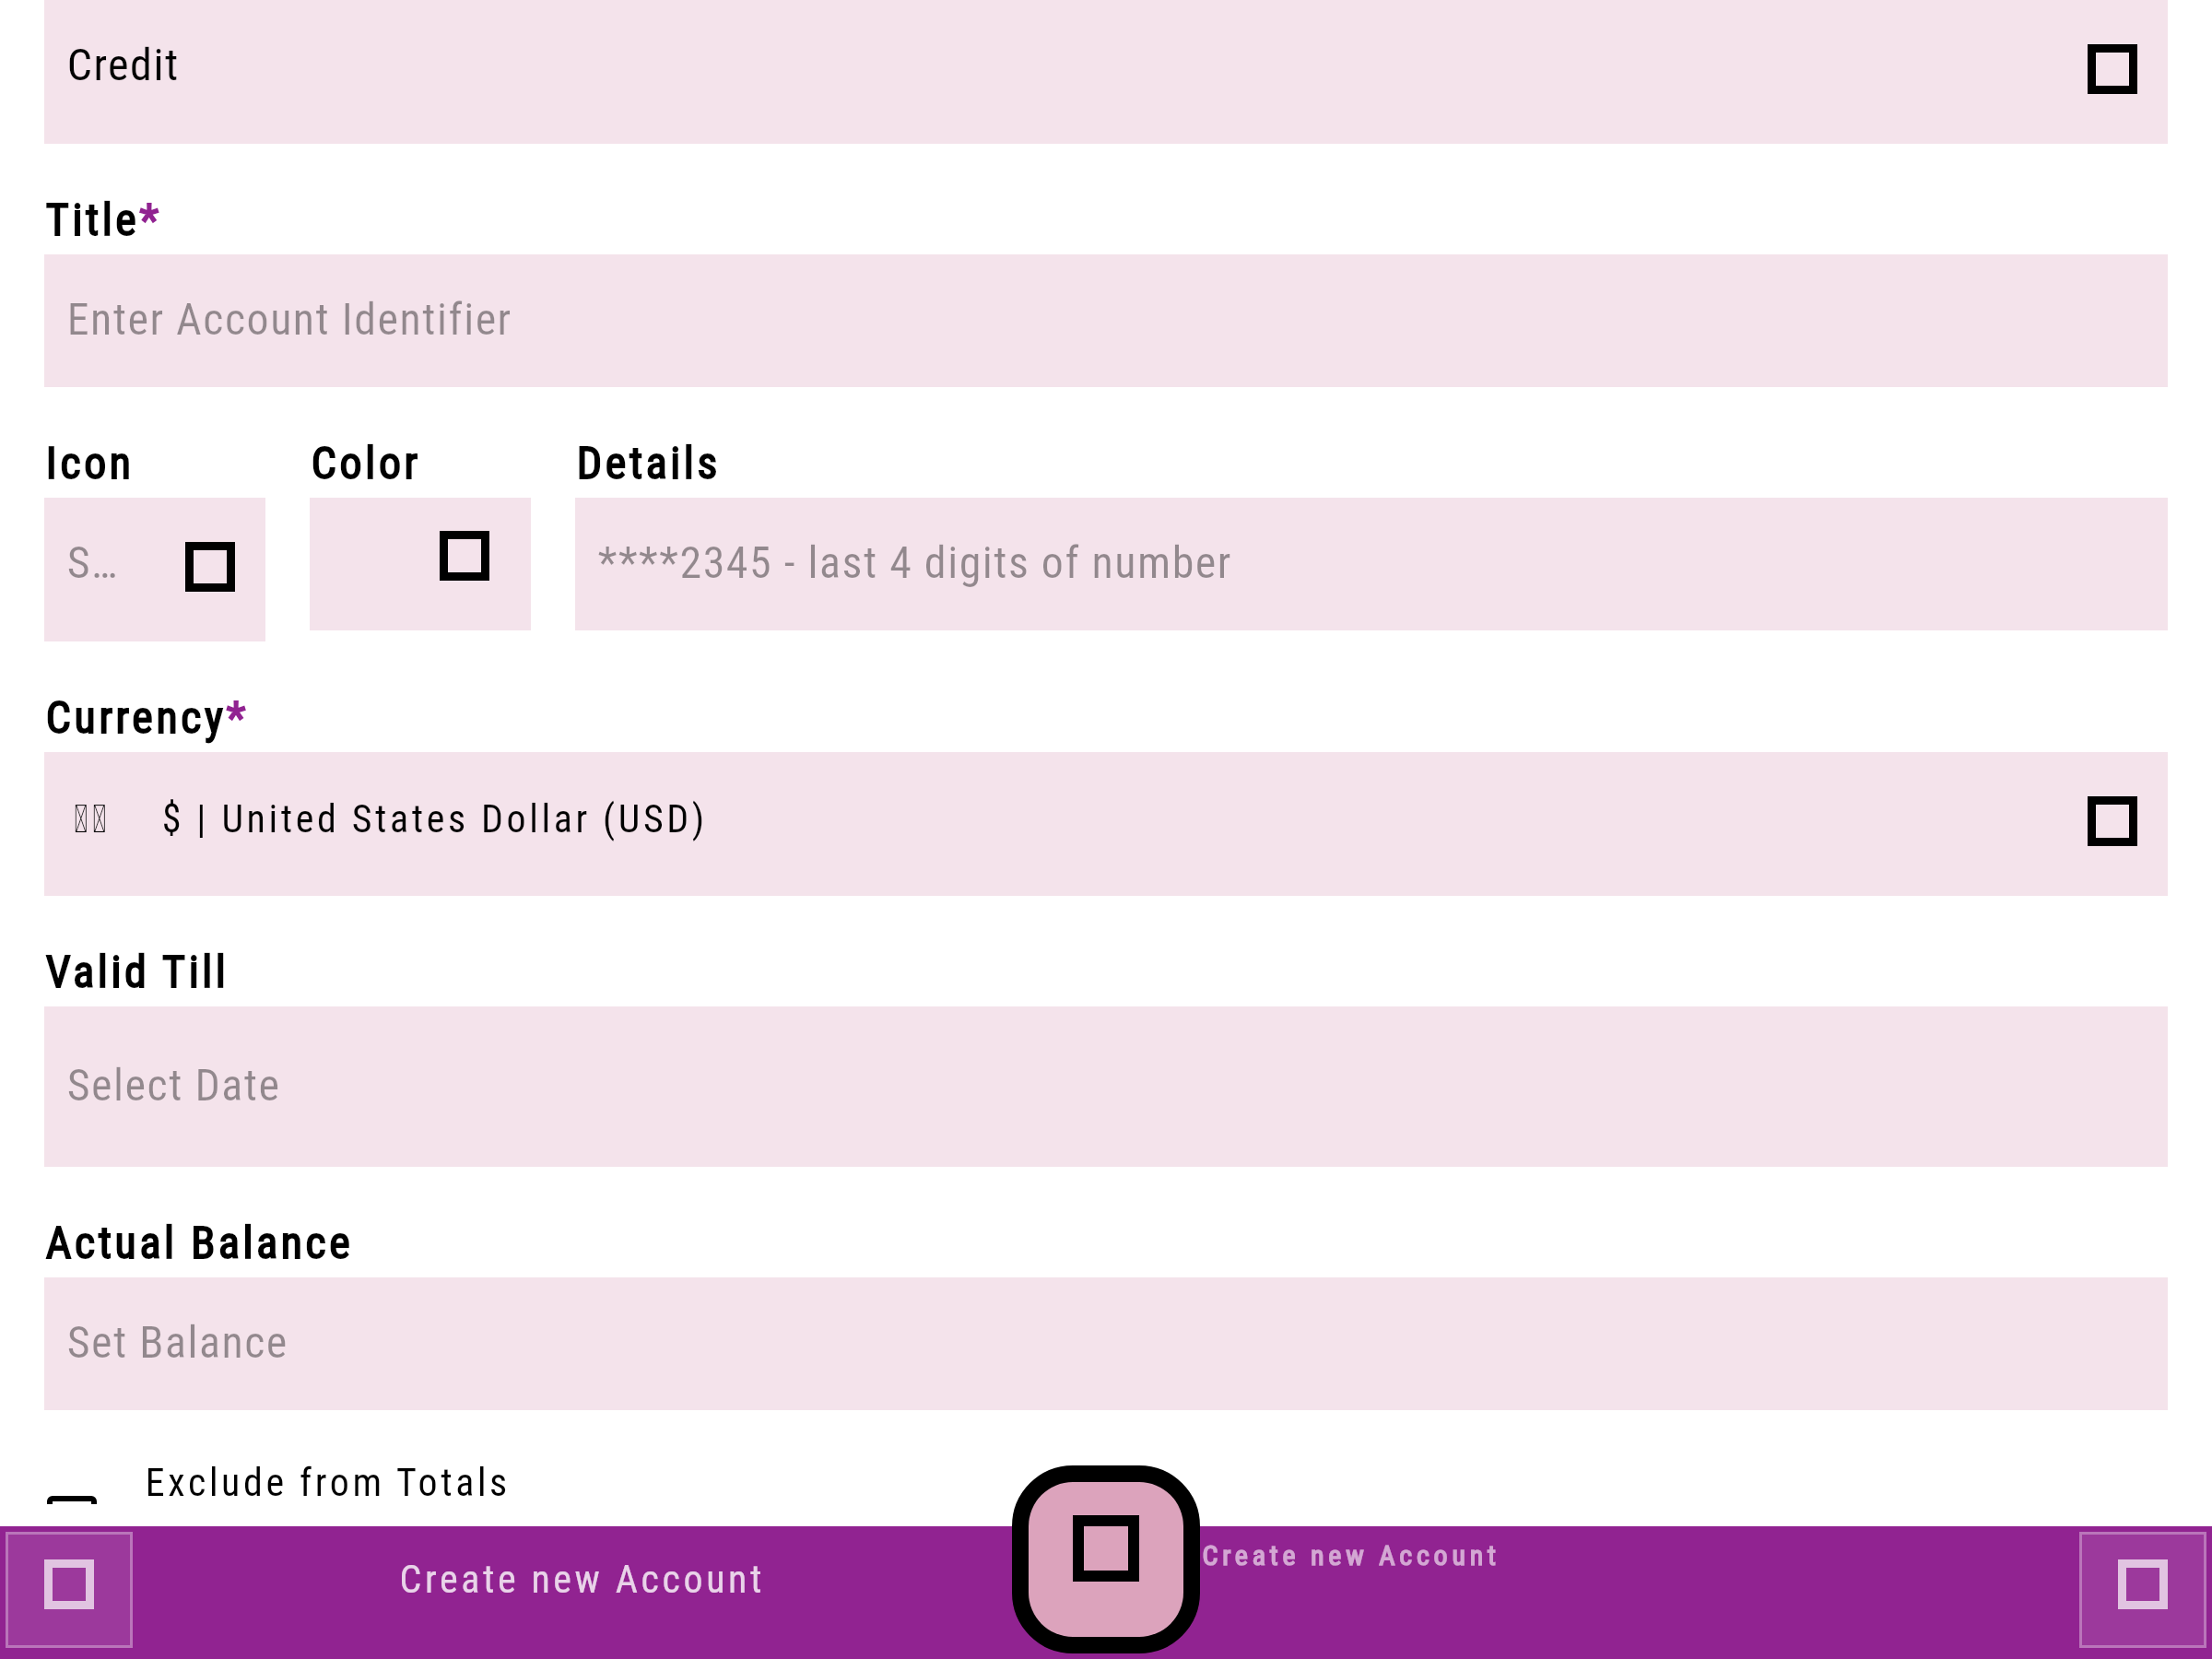 Credit
Title*
Enter Account Identifier
Icon Color Details
S… ****2345 - last 4 digits of number
Currency*
$ | United States Dollar (USD)
Valid Till
Select Date
Actual Balance
Set Balance
Exclude from Totals
Create new Account
Create new Account